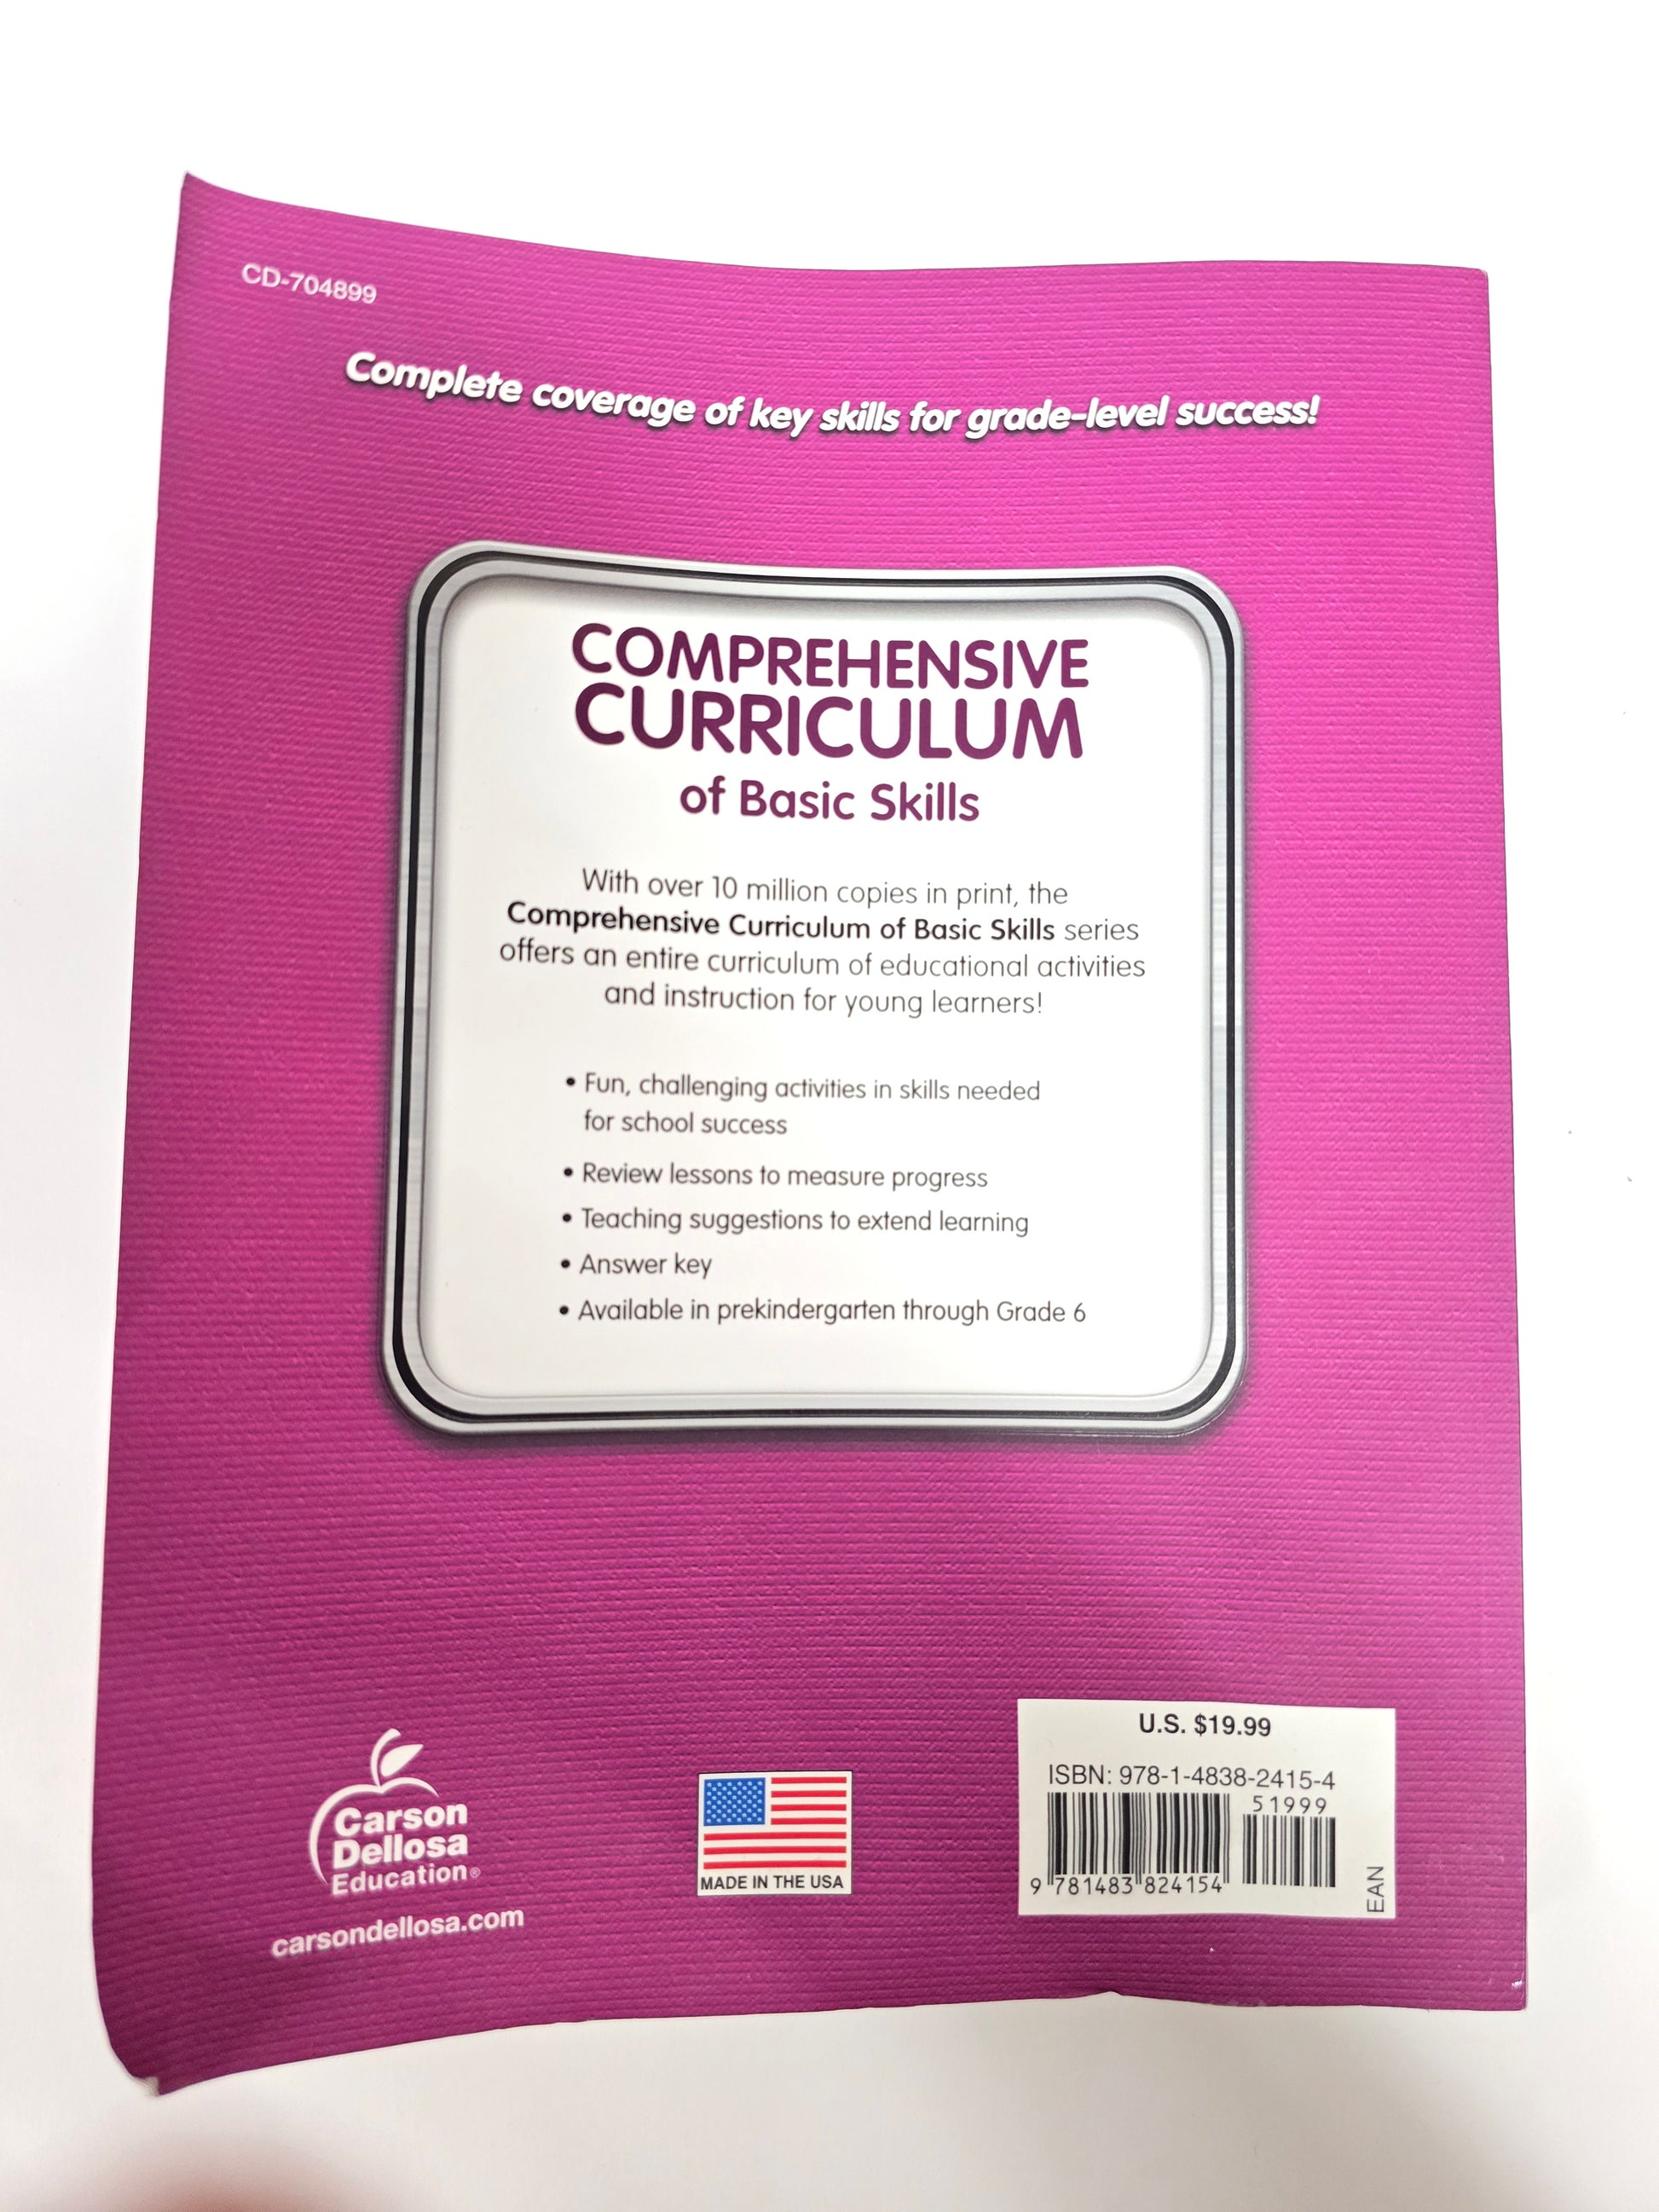 CD-704899
Complete coverage of key skills for grade-level success!
COMPREHENSIVE
CURRICULUM
of Basic Skills
With over 10 million copies in print, the
Comprehensive Curriculum of Basic Skills series
offers an entire curriculum of educational activities
and instruction for young learners!
• Fun, challenging activities in skills needed
for school success
• Review lessons to measure progress
• Teaching suggestions to extend learning
• Answer key
• Available in prekindergarten through Grade 6
Carson
Dellosa
Education®
carsondellosa.com
MADE IN THE USA
U.S. $19.99
ISBN: 978-1-4838-2415-4
51999
9 781483 824154
EAN